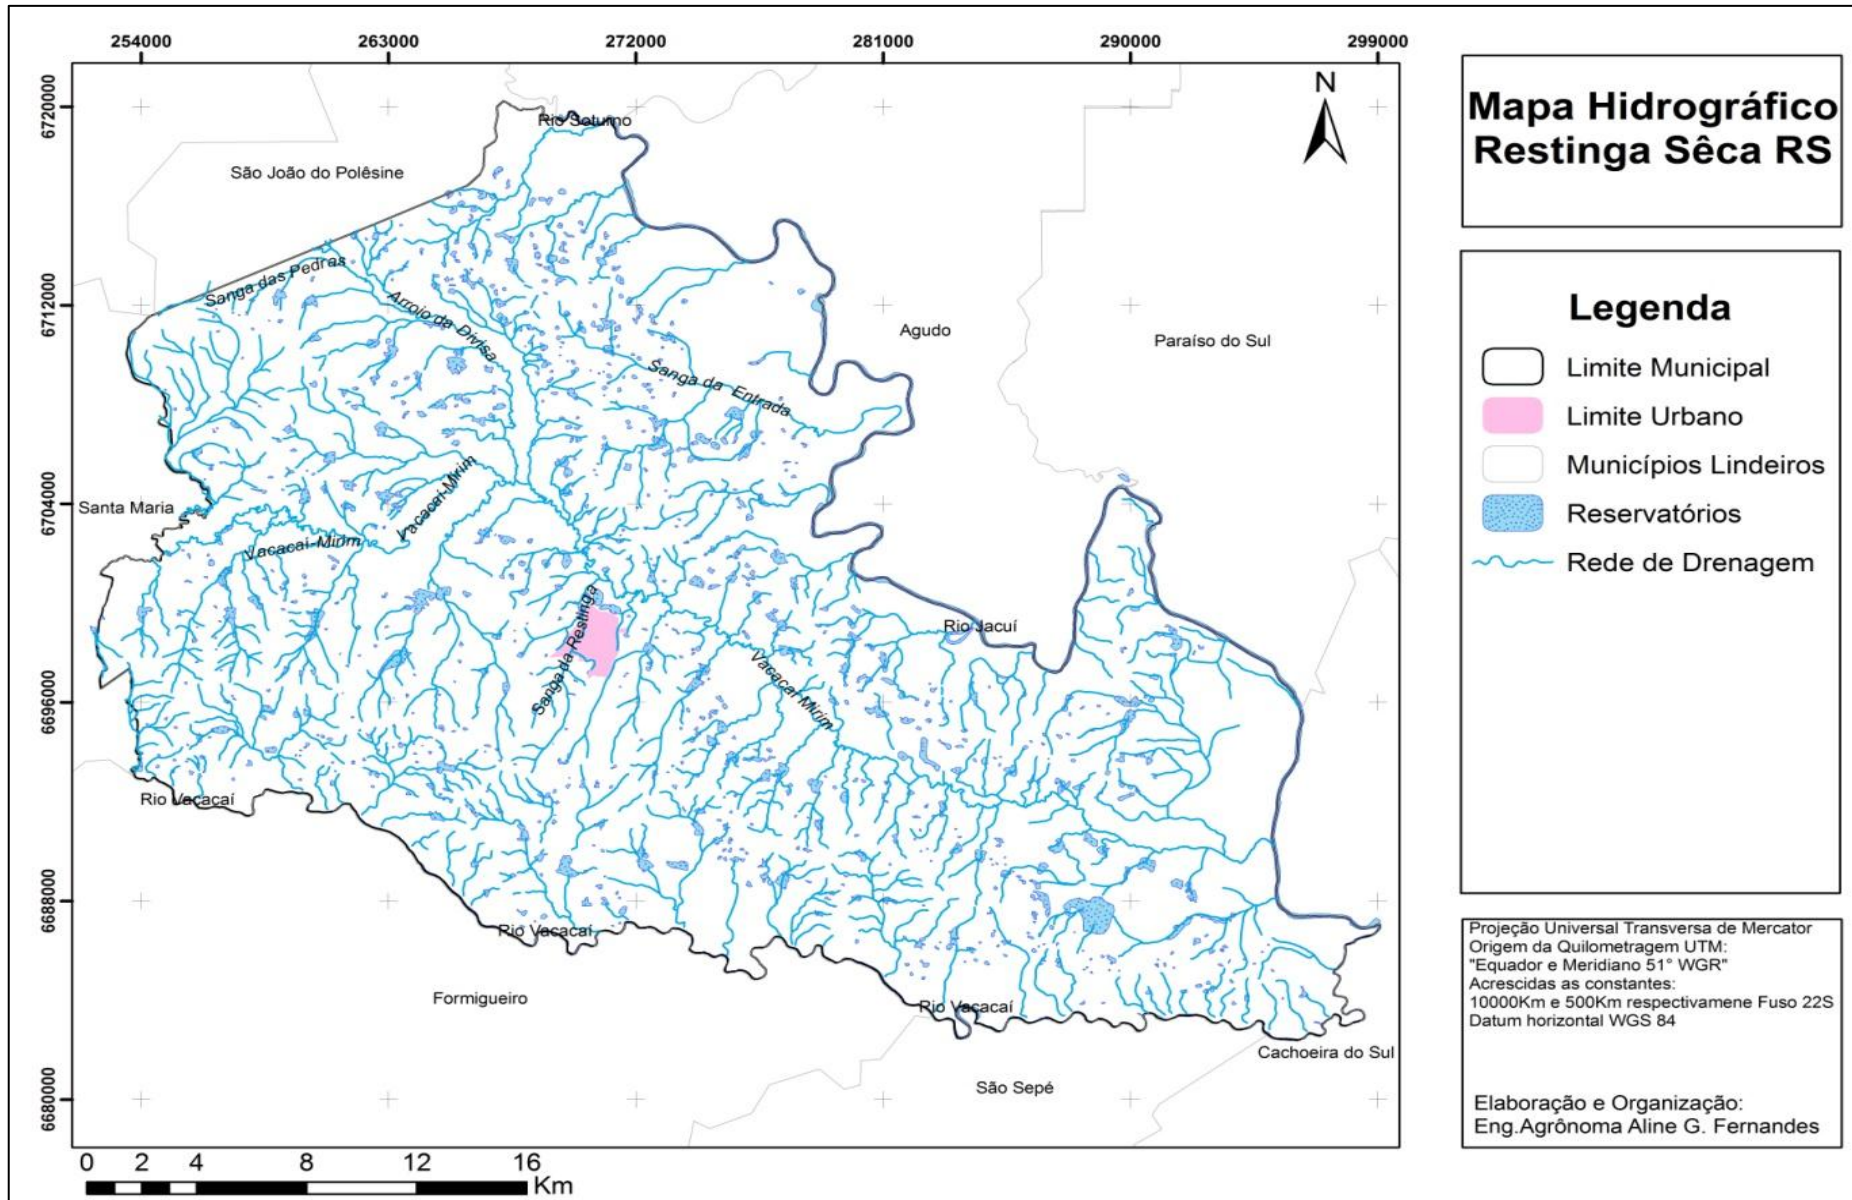 254000 263000 272000 281000 290000 299000
6720000
6712000
6704000
6696000
6688000
6680000
N
Rio Soturno
São João do Polêsine
Sanga das Pedras
Arroio da Divisa
Agudo
Paraíso do Sul
Sanga da Entrada
Vacacaí-Mirim
Santa Maria
Vacacaí-Mirim
Sanga da Restinga
Rio Jacuí
Vacacaí Mirim
Rio Vacacaí
Rio Vacacaí
Formigueiro
Rio Vacacaí
Cachoeira do Sul
São Sepé
0 2 4 8 12 16
Km
Mapa Hidrográfico
Restinga Sêca RS
Legenda
Limite Municipal
Limite Urbano
Municípios Lindeiros
Reservatórios
Rede de Drenagem
Projeção Universal Transversa de Mercator
Origem da Quilometragem UTM:
"Equador e Meridiano 51° WGR"
Acrescidas as constantes:
10000Km e 500Km respectivamene Fuso 22S
Datum horizontal WGS 84
Elaboração e Organização:
Eng.Agrônoma Aline G. Fernandes